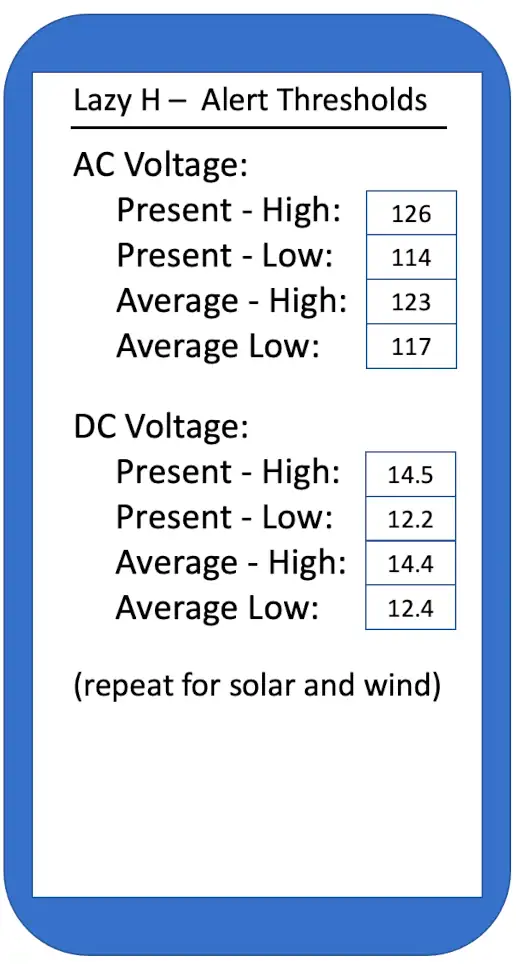 Lazy H – Alert Thresholds
AC Voltage:
Present - High: 126
Present - Low: 114
Average - High: 123
Average Low: 117
DC Voltage:
Present - High: 14.5
Present - Low: 12.2
Average - High: 14.4
Average Low: 12.4
(repeat for solar and wind)